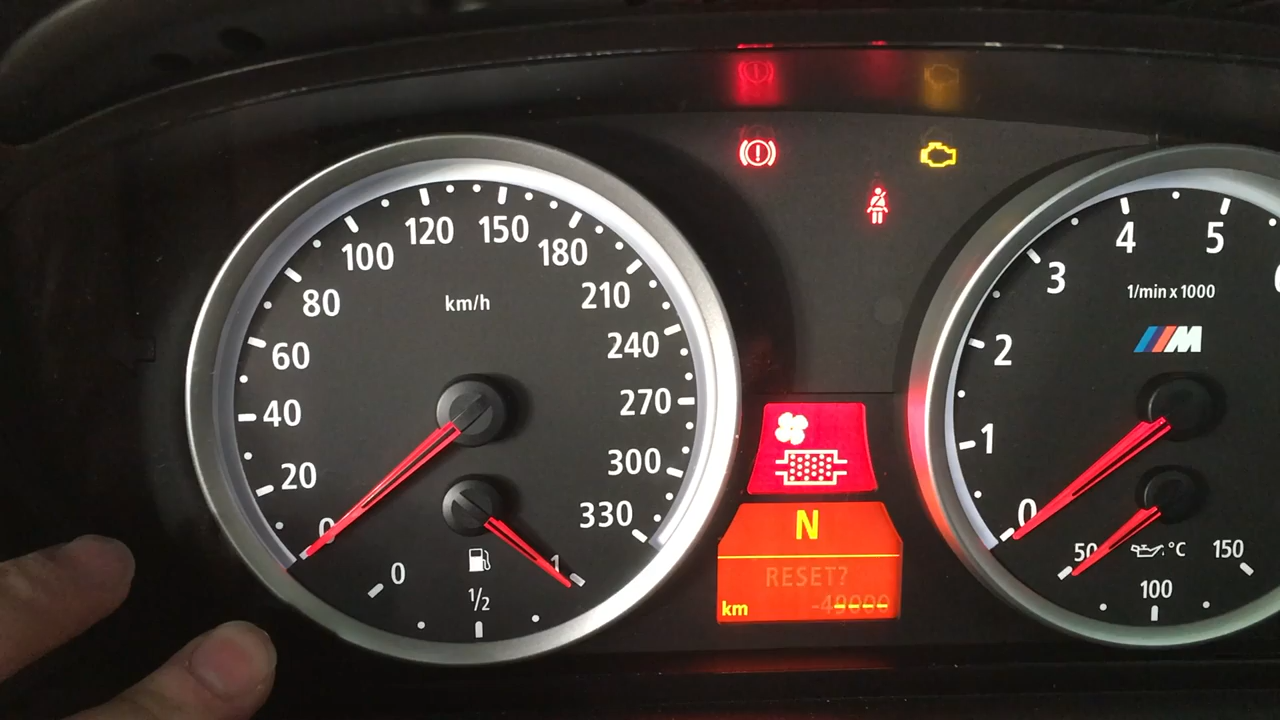 120 150
100 180
80 km/h 210
60 240
40 270
20 300
0 330
0 1
1/2
N
RESET?
km
4 5
3
1/min x 1000
2 M
1
0
50 °C 150
100